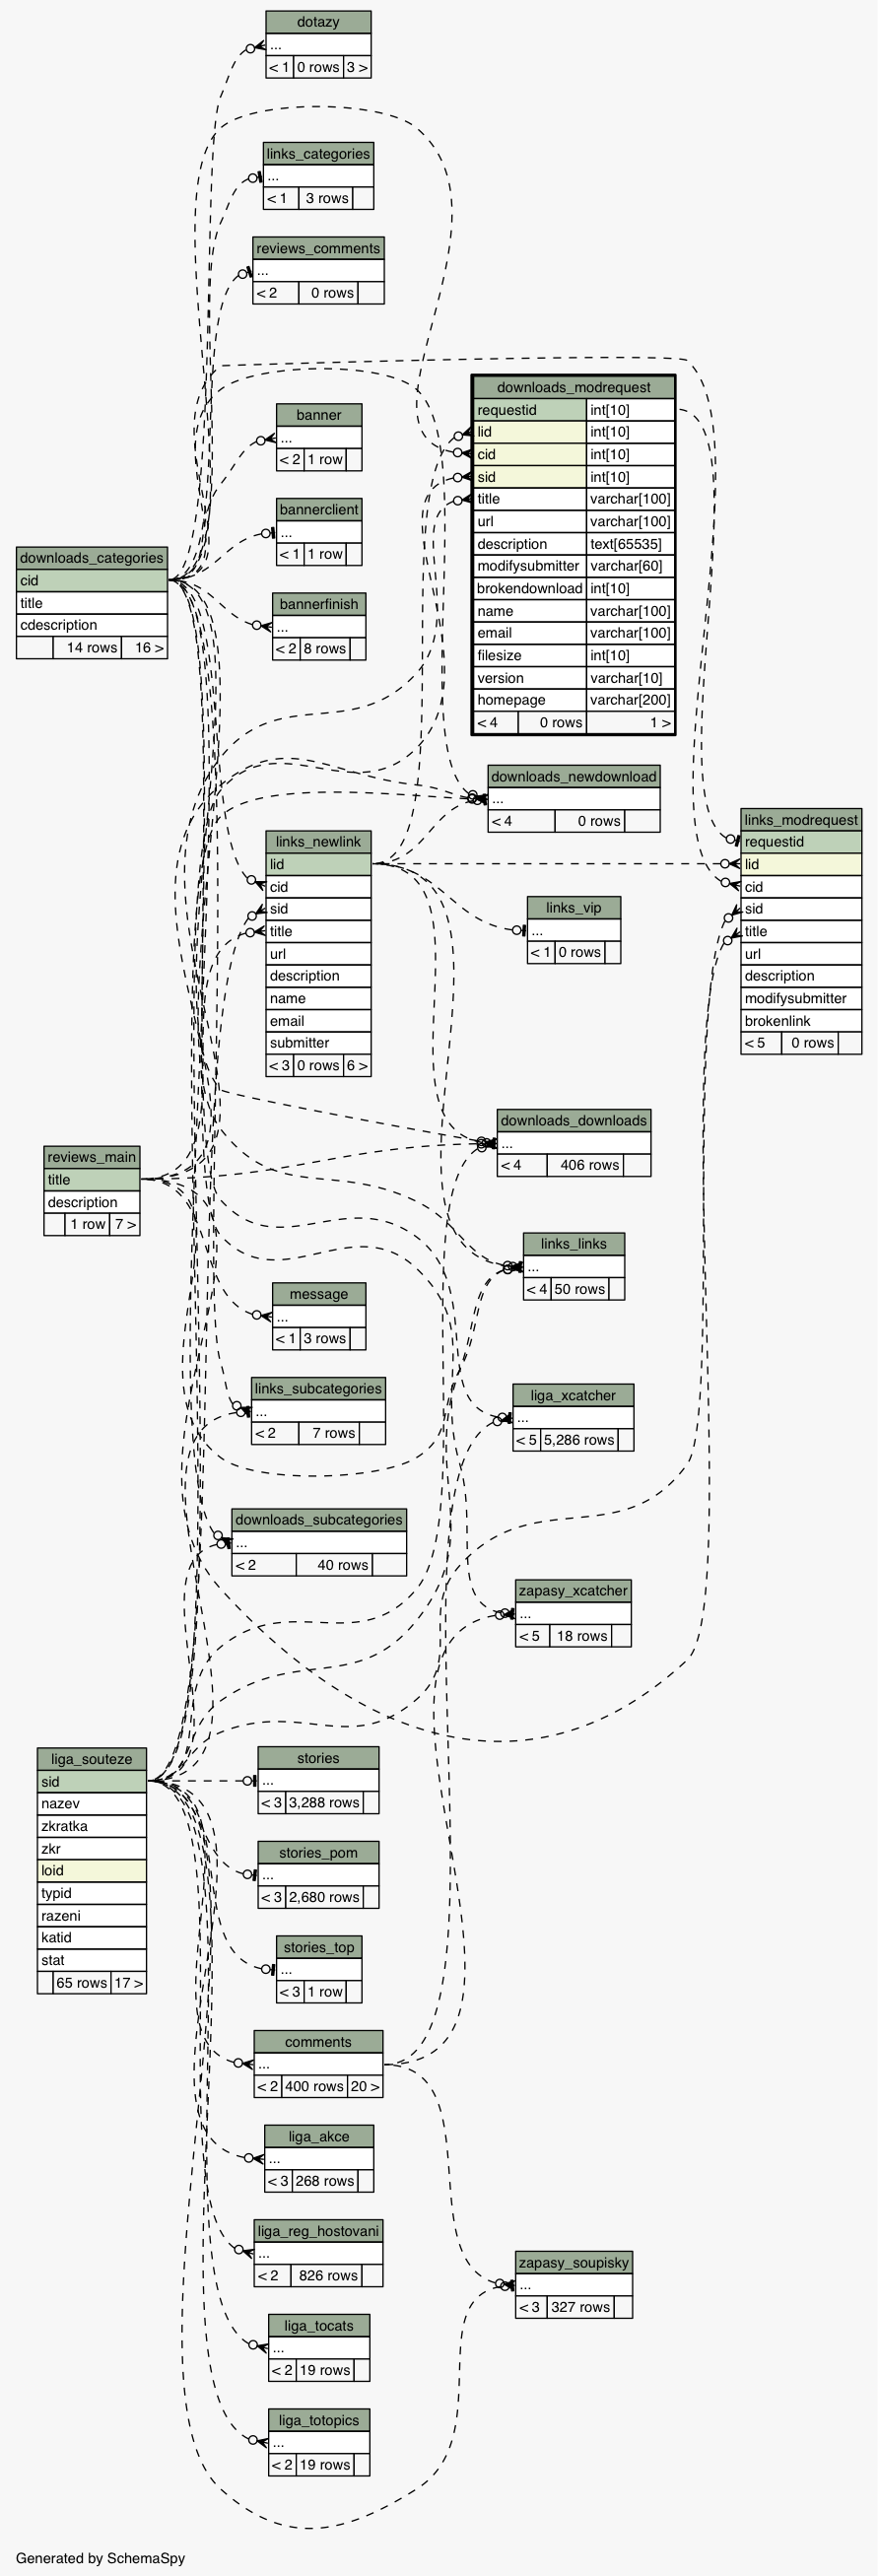 dotazy
...
< 1 0 rows 3 >
links_categories
...
< 1 3 rows
reviews_comments
...
< 2 0 rows
downloads_modrequest
requestid int[10]
lid int[10]
cid int[10]
sid int[10]
title varchar[100]
url varchar[100]
description text[65535]
modifysubmitter varchar[60]
brokendownload int[10]
name varchar[100]
email varchar[100]
filesize int[10]
version varchar[10]
homepage varchar[200]
< 4 0 rows 1 >
banner
...
< 2 1 row
bannerclient
...
< 1 1 row
downloads_categories
cid
title
cdescription
14 rows 16 >
bannerfinish
...
< 2 8 rows
downloads_newdownload
...
< 4 0 rows
links_modrequest
requestid
lid
cid
sid
title
url
description
modifysubmitter
brokenlink
< 5 0 rows
links_newlink
lid
cid
sid
title
url
description
name
email
submitter
< 3 0 rows 6 >
links_vip
...
< 1 0 rows
downloads_downloads
...
< 4 406 rows
reviews_main
title
description
1 row 7 >
links_links
...
< 4 50 rows
message
...
< 1 3 rows
links_subcategories
...
< 2 7 rows
liga_xcatcher
...
< 5 5,286 rows
downloads_subcategories
...
< 2 40 rows
zapasy_xcatcher
...
< 5 18 rows
liga_souteze
sid
nazev
zkratka
zkr
loid
typid
razeni
katid
stat
65 rows 17 >
stories
...
< 3 3,288 rows
stories_pom
...
< 3 2,680 rows
stories_top
...
< 3 1 row
comments
...
< 2 400 rows 20 >
liga_akce
...
< 3 268 rows
liga_reg_hostovani
...
< 2 826 rows
zapasy_soupisky
...
< 3 327 rows
liga_tocats
...
< 2 19 rows
liga_totopics
...
< 2 19 rows
Generated by SchemaSpy